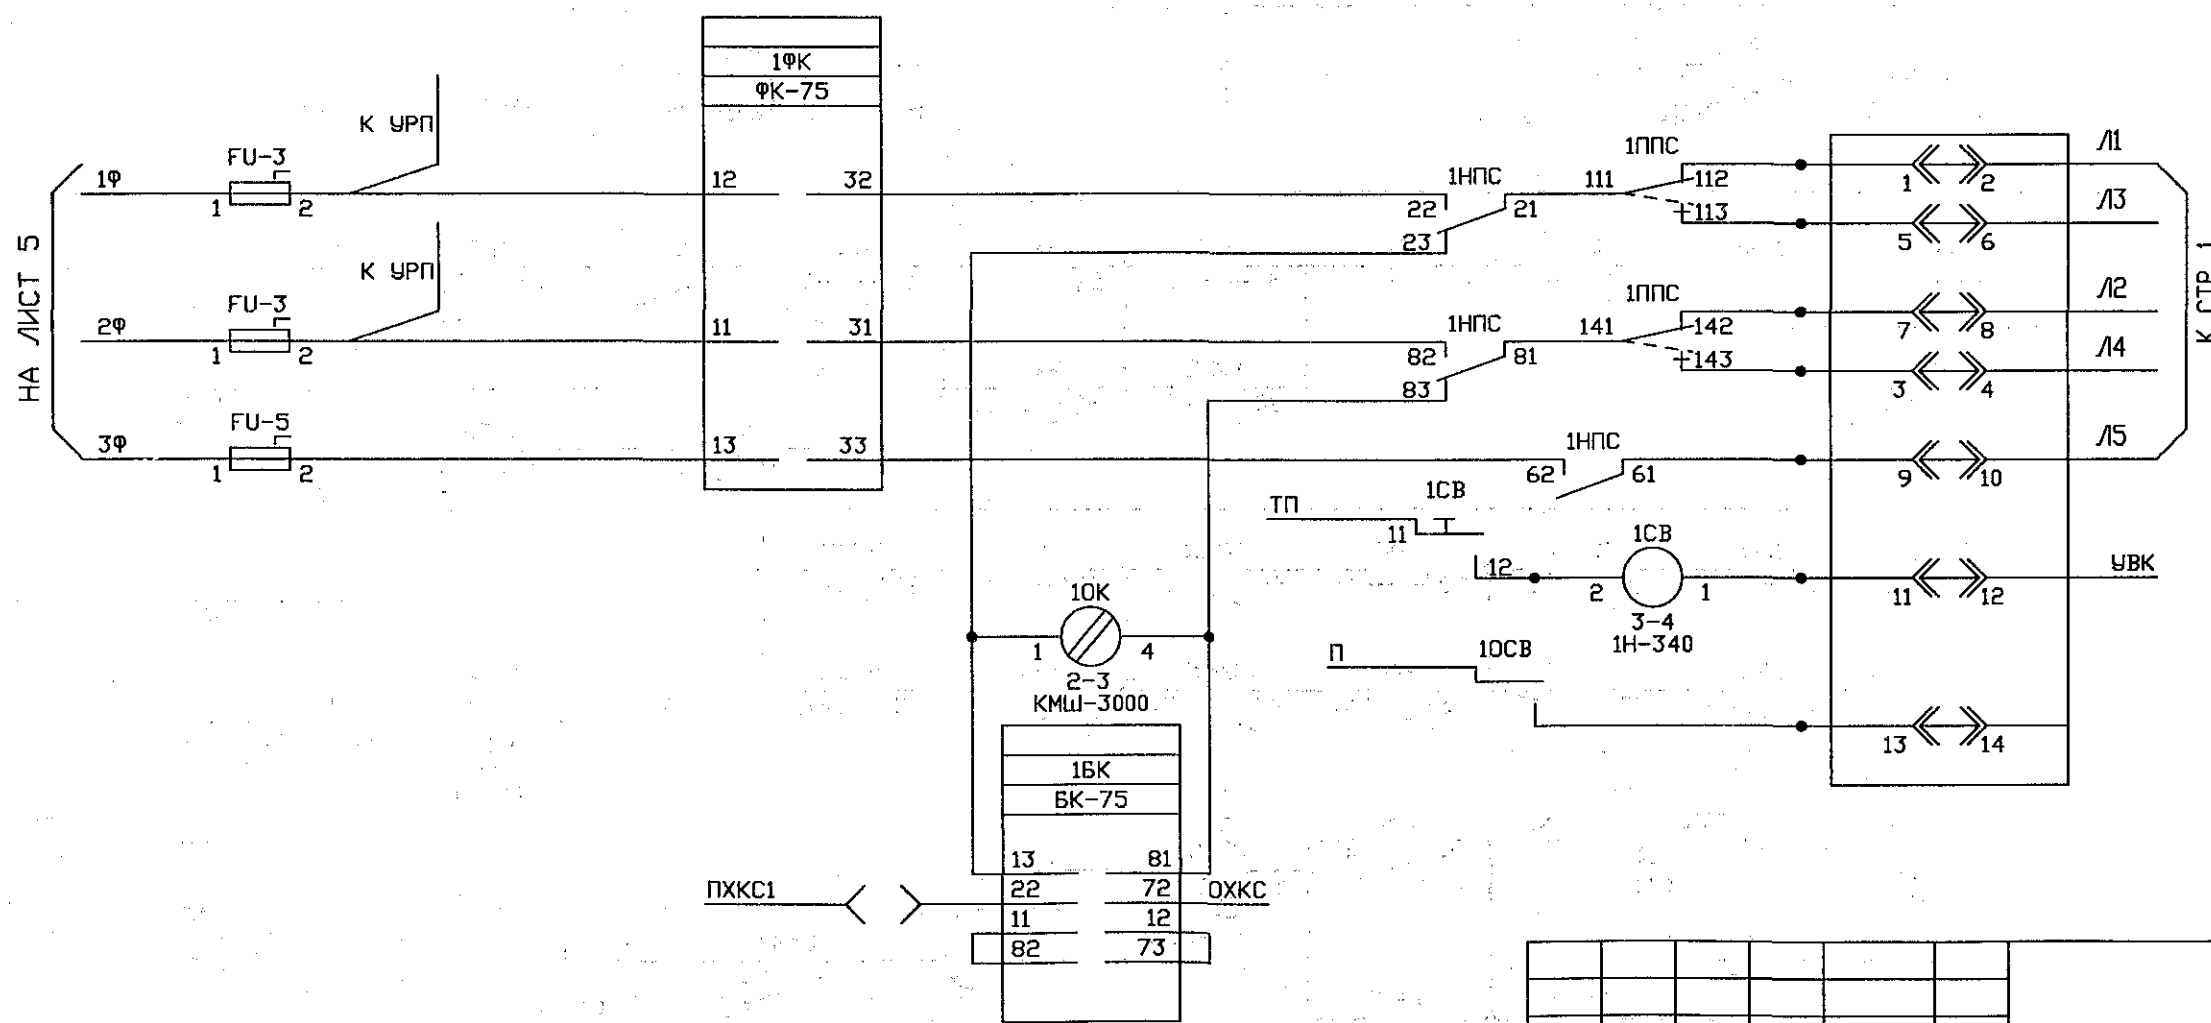 1ФК
ФК-75
К УРП
FU-3
1Ф
1
2
12
32
1НПС
22
21
23
111
1ППС
112
113
1
2
Л1
5
6
Л3
НА ЛИСТ 5
К УРП
FU-3
2Ф
1
2
11
31
1НПС
82
81
83
141
1ППС
142
143
7
8
Л2
3
4
Л4
К СТР 1
FU-5
3Ф
1
2
13
33
1НПС
62
61
9
10
Л5
ТП
1СВ
11
12
1СВ
2
1
3-4
1Н-340
11
12
УВК
1ОК
1
4
2-3
КМШ-3000
П
1ОСВ
13
14
1БК
БК-75
13
81
ПХКС1
22
72
ОХКС
11
12
82
73